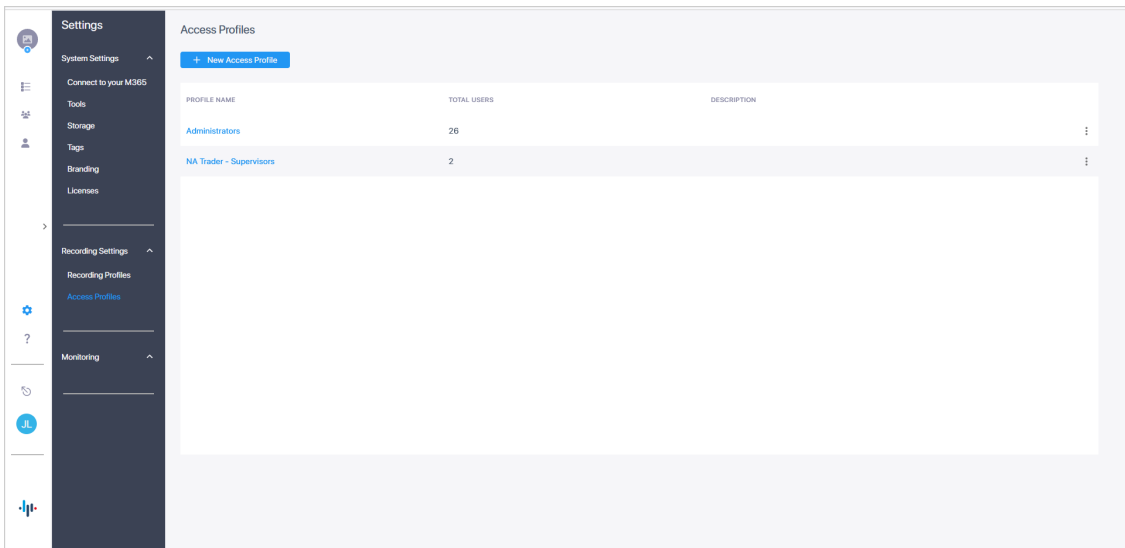 Settings
System Settings
Connect to your M365
Tools
Storage
Tags
Branding
Licenses
Recording Settings
Recording Profiles
Access Profiles
?
Monitoring
JL
Access Profiles
+ New Access Profile
PROFILE NAME TOTAL USERS DESCRIPTION
Administrators 26
NA Trader - Supervisors 2